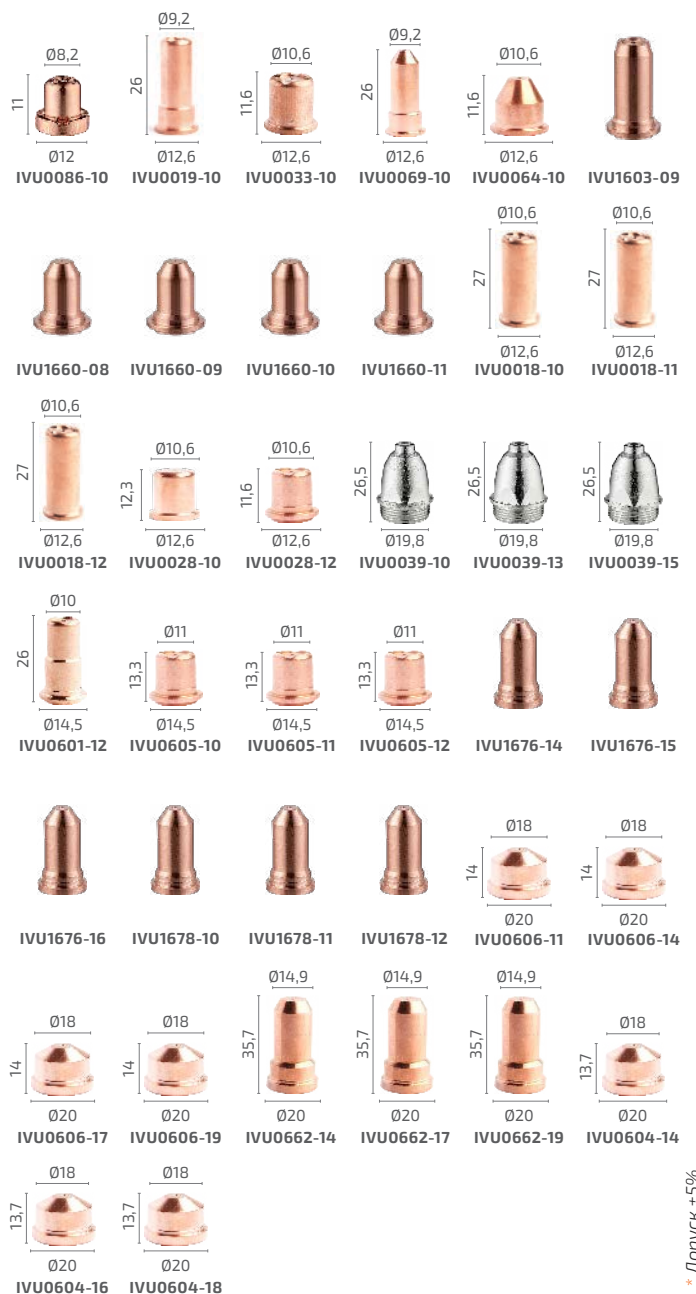 Ø8,2
11
Ø12
IVU0086-10
Ø9,2
26
Ø12,6
IVU0019-10
Ø10,6
11,6
Ø12,6
IVU0033-10
Ø9,2
26
Ø12,6
IVU0069-10
Ø10,6
11,6
Ø12,6
IVU0064-10
IVU1603-09
IVU1660-08
IVU1660-09
IVU1660-10
IVU1660-11
Ø10,6
27
Ø12,6
IVU0018-10
Ø10,6
27
Ø12,6
IVU0018-11
Ø10,6
27
Ø12,6
IVU0018-12
Ø10,6
12,3
Ø12,6
IVU0028-10
Ø10,6
11,6
Ø12,6
IVU0028-12
26,5
Ø19,8
IVU0039-10
26,5
Ø19,8
IVU0039-13
26,5
Ø19,8
IVU0039-15
Ø10
26
Ø14,5
IVU0601-12
Ø11
13,3
Ø14,5
IVU0605-10
Ø11
13,3
Ø14,5
IVU0605-11
Ø11
13,3
Ø14,5
IVU0605-12
IVU1676-14
IVU1676-15
IVU1676-16
IVU1678-10
IVU1678-11
IVU1678-12
Ø18
14
Ø20
IVU0606-11
Ø18
14
Ø20
IVU0606-14
Ø18
14
Ø20
IVU0606-17
Ø18
14
Ø20
IVU0606-19
Ø14,9
35,7
Ø20
IVU0662-14
Ø14,9
35,7
Ø20
IVU0662-17
Ø14,9
35,7
Ø20
IVU0662-19
Ø18
13,7
Ø20
IVU0604-14
Ø18
13,7
Ø20
IVU0604-16
Ø18
13,7
Ø20
IVU0604-18
* Допуск ±5%